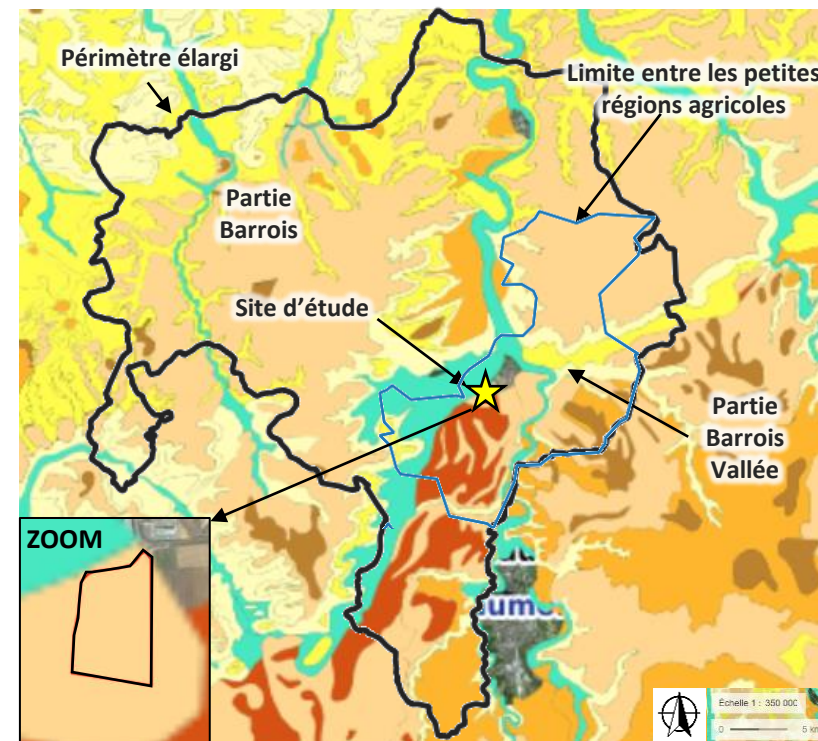 Périmètre élargi
Limite entre les petites
régions agricoles
Partie
Barrois
Site d'étude
Partie
Barrois
Vallée
ZOOM
Échelle 1 : 350 000
0 5 km